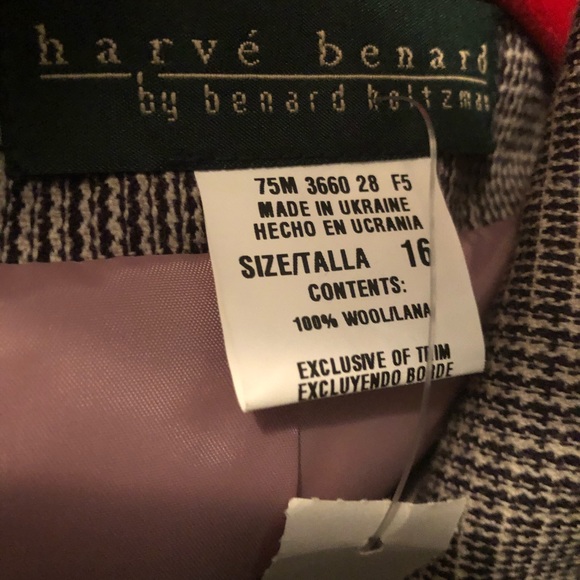 harvé benard
by benard holtzman
75M 3660 28 F5
MADE IN UKRAINE
HECHO EN UCRANIA
SIZE/TALLA 16
CONTENTS:
100% WOOL/LANA
EXCLUSIVE OF TRIM
EXCLUYENDO BORDE